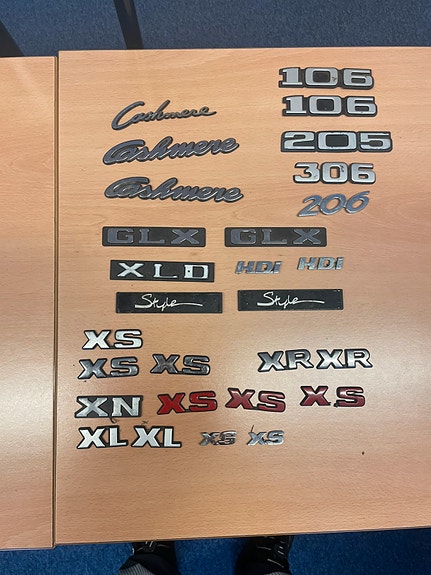 106
Cashmere 106
Cashmere 205
306
Cashmere 206
GLX GLX
XLD HDi HDi
Style Style
XS
XS XS XR XR
XN XS XS XS
XL XL XS XS